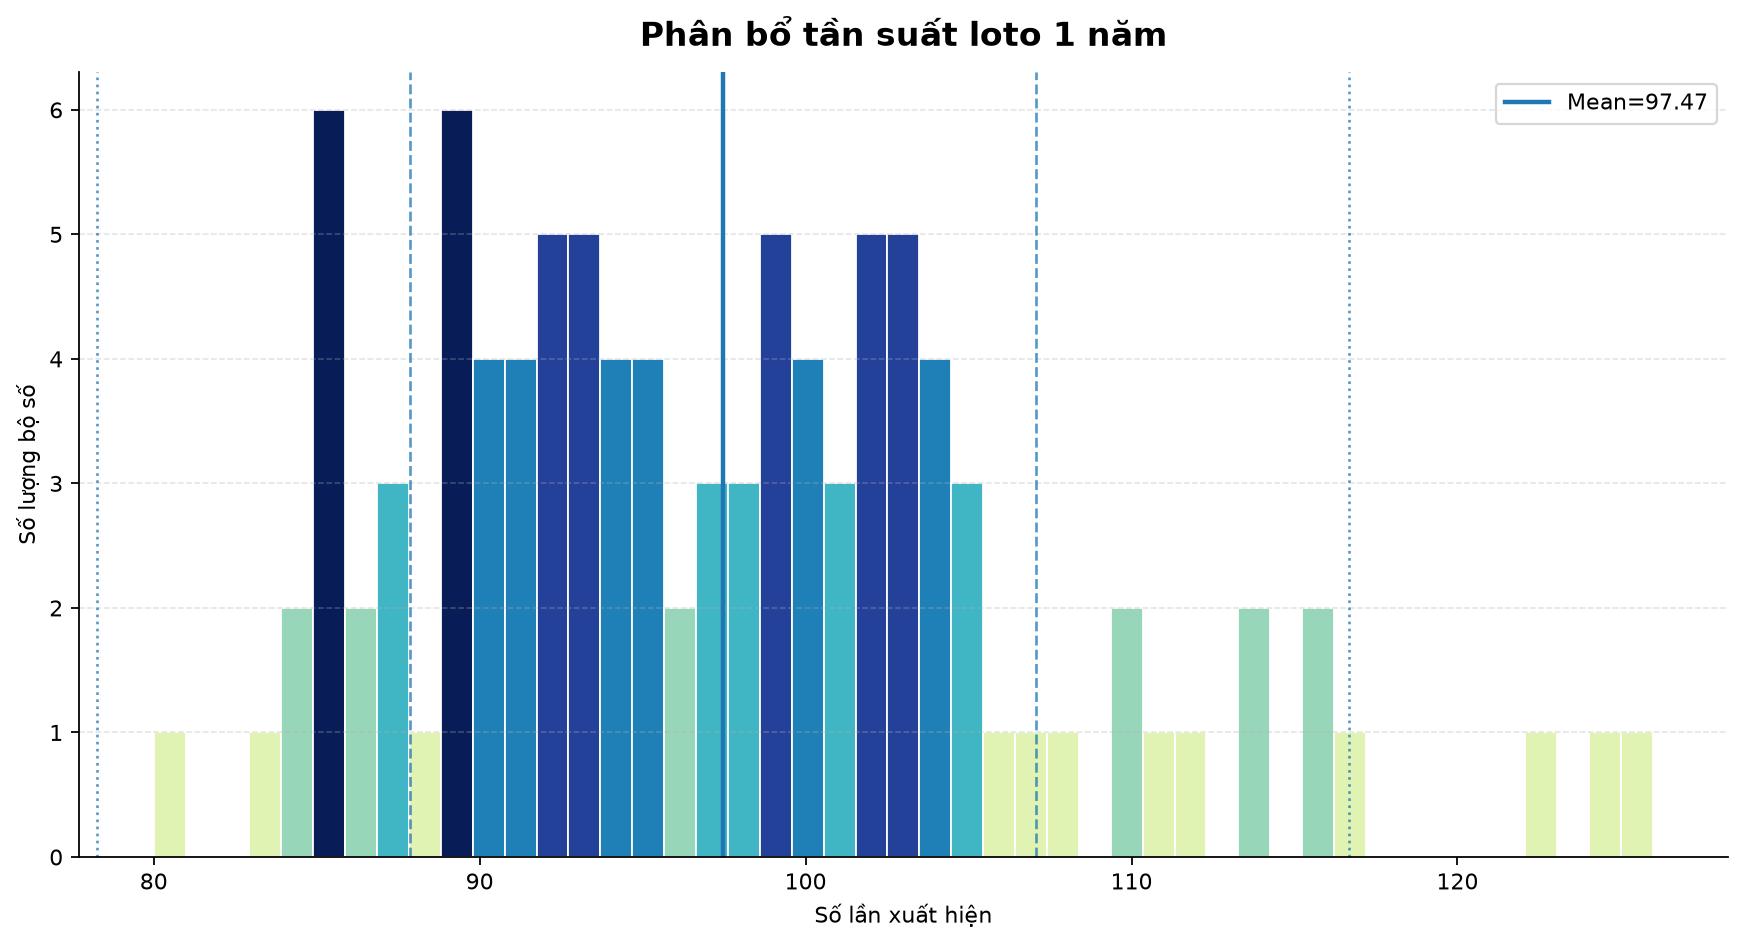 Phân bổ tần suất loto 1 năm
Mean=97.47
Số lượng bộ số
6
5
4
3
2
1
0
80 90 100 110 120
Số lần xuất hiện